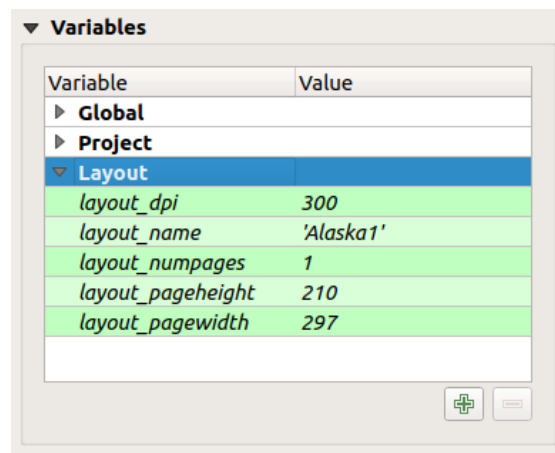 Variables
Variable Value
Global
Project
Layout
layout_dpi 300
layout_name 'Alaska1'
layout_numpages 1
layout_pageheight 210
layout_pagewidth 297